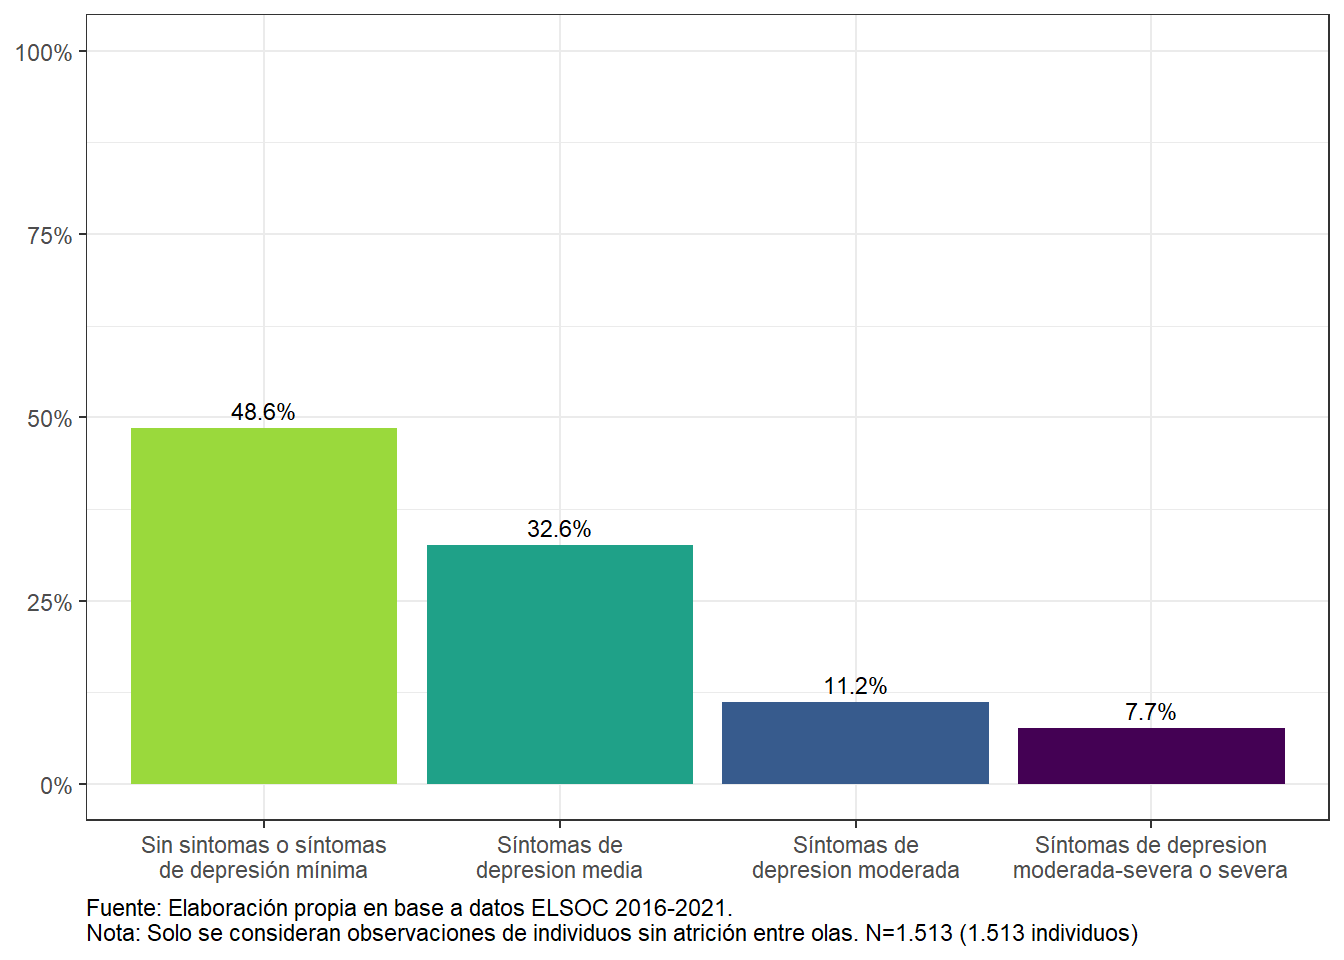 100%
75%
50%
25%
0%
48.6%
32.6%
11.2%
7.7%
Sin sintomas o síntomas
de depresión mínima
Síntomas de
depresion media
Síntomas de
depresion moderada
Síntomas de depresion
moderada-severa o severa
Fuente: Elaboración propia en base a datos ELSOC 2016-2021.
Nota: Solo se consideran observaciones de individuos sin atrición entre olas. N=1.513 (1.513 individuos)